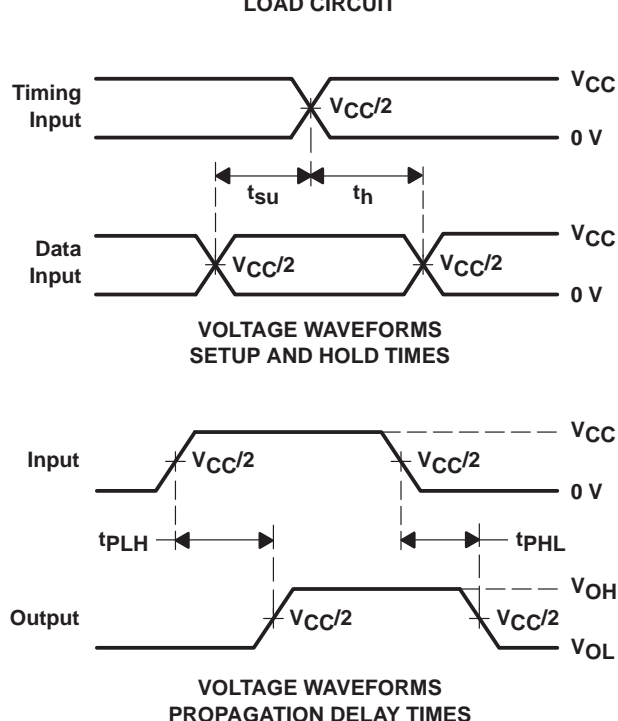 LOAD CIRCUIT
Timing
Input
VCC
VCC/2
0 V
tsu
th
Data
Input
VCC
VCC/2
VCC/2
0 V
VOLTAGE WAVEFORMS
SETUP AND HOLD TIMES
Input
VCC
VCC/2
VCC/2
0 V
tPLH
tPHL
Output
VOH
VCC/2
VCC/2
VOL
VOLTAGE WAVEFORMS
PROPAGATION DELAY TIMES